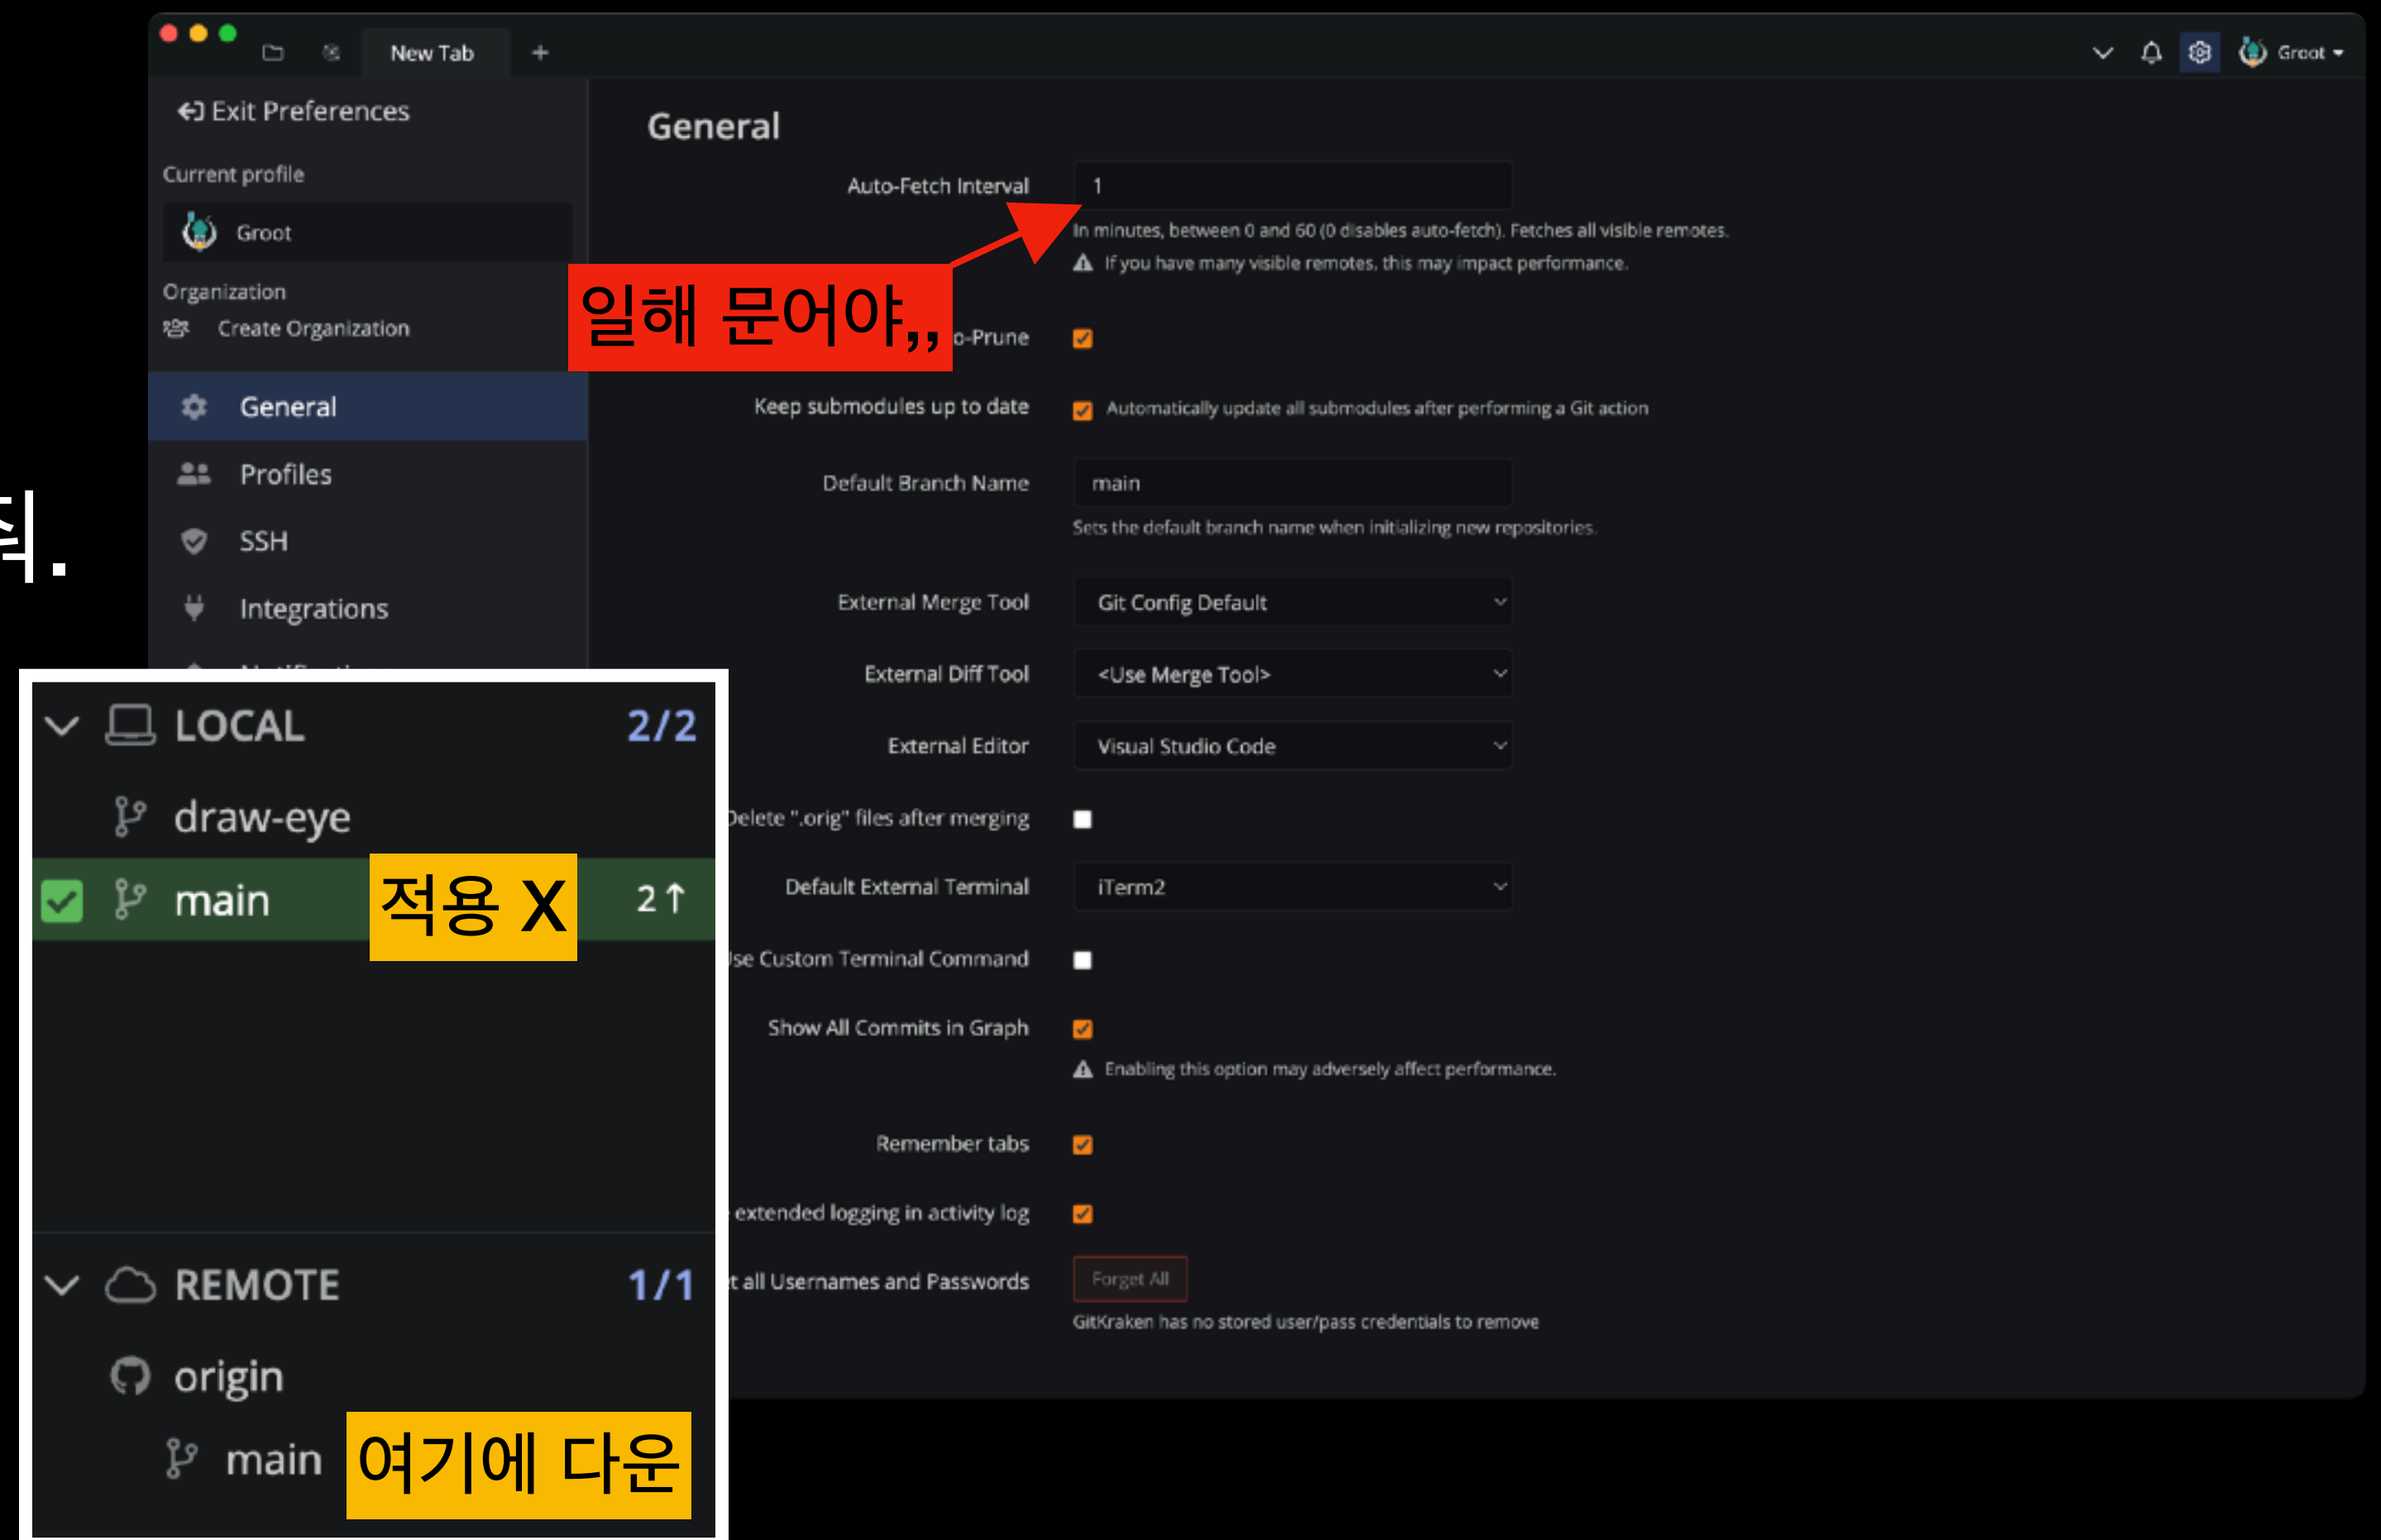 New Tab
Groot
Exit Preferences
Current profile
Groot
Organization
Create Organization
General
Profiles
SSH
Integrations
General
Auto-Fetch Interval
1
In minutes, between 0 and 60 (0 disables auto-fetch). Fetches all visible remotes.
If you have many visible remotes, this may impact performance.
일해 문어야,,
o-Prune
Keep submodules up to date
Automatically update all submodules after performing a Git action
Default Branch Name
main
Sets the default branch name when initializing new repositories.
External Merge Tool
Git Config Default
External Diff Tool
<Use Merge Tool>
External Editor
Visual Studio Code
Delete ".orig" files after merging
Default External Terminal
iTerm2
Use Custom Terminal Command
Show All Commits in Graph
Enabling this option may adversely affect performance.
Remember tabs
extended logging in activity log
all Usernames and Passwords
Forget All
GitKraken has no stored user/pass credentials to remove
LOCAL 2/2
draw-eye
main 적용 X 2↑
REMOTE 1/1
origin
main 여기에 다운